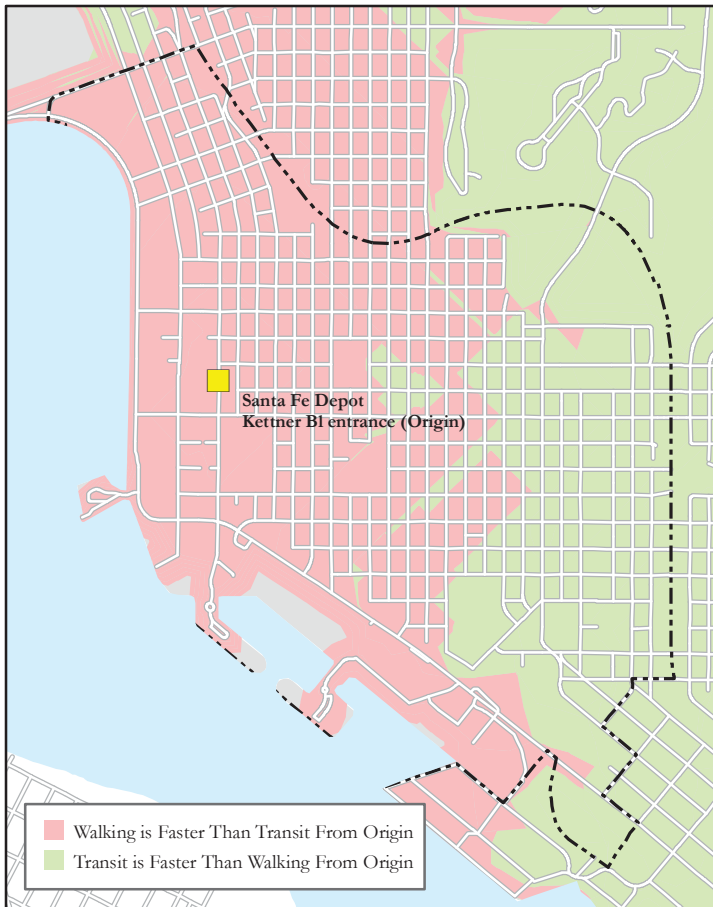 Santa Fe Depot
Kettner Bl entrance (Origin)
Walking is Faster Than Transit From Origin
Transit is Faster Than Walking From Origin